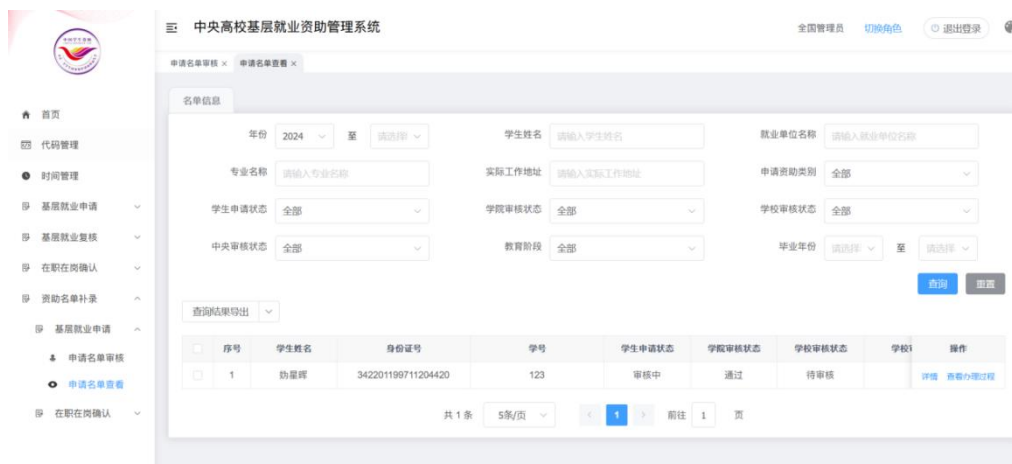 中央高校基层就业资助管理系统 全国管理员 切换角色 退出登录
申请名单审核 × 申请名单查看 ×
首页
代码管理
时间管理
基层就业申请
基层就业复核
在职在岗确认
资助名单补录
基层就业申请
申请名单审核
申请名单查看
在职在岗确认
名单信息
年份 2024 至 请选择 学生姓名 请输入学生姓名 就业单位名称 请输入就业单位名称
专业名称 请输入专业名称 实际工作地址 请输入实际工作地址 申请资助类别 全部
学生申请状态 全部 学院审核状态 全部 学校审核状态 全部
中央审核状态 全部 教育阶段 全部 毕业年份 请选择 至 请选择
查询 重置
查询结果导出
序号 学生姓名 身份证号 学号 学生申请状态 学院审核状态 学校审核状态 学校 操作
1 勋星辉 342201199711204420 123 审核中 通过 待审核 详情 查看办理过程
共 1 条 5条/页 1 前往 1 页